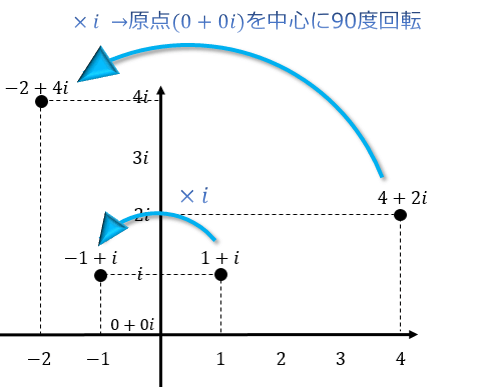 × i →原点(0 + 0i)を中心に90度回転
−2 + 4i
4i
3i
× i
4 + 2i
2i
−1 + i
1 + i
i
0 + 0i
−2
−1
1
2
3
4